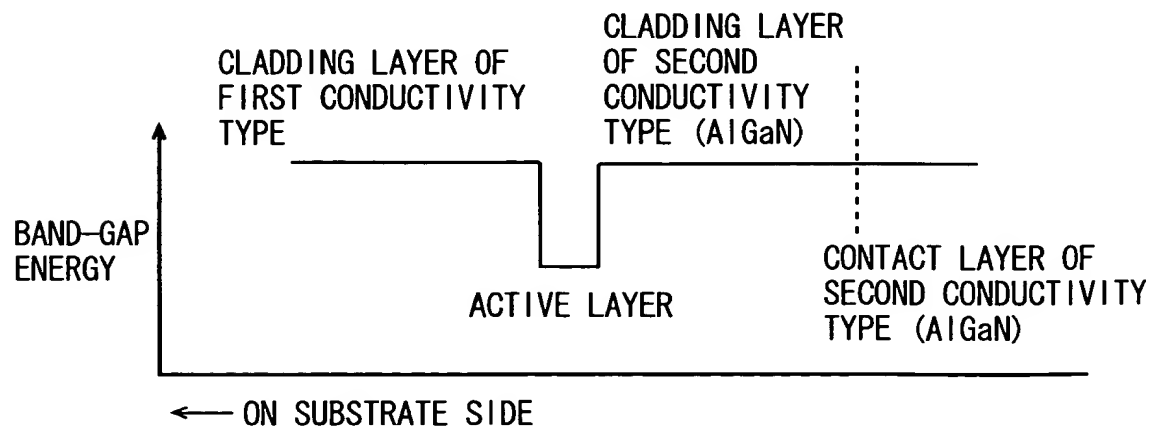 CLADDING LAYER OF
FIRST CONDUCTIVITY
TYPE
CLADDING LAYER
OF SECOND
CONDUCTIVITY
TYPE (AlGaN)
BAND-GAP
ENERGY
ACTIVE LAYER
CONTACT LAYER OF
SECOND CONDUCTIVITY
TYPE (AlGaN)
ON SUBSTRATE SIDE